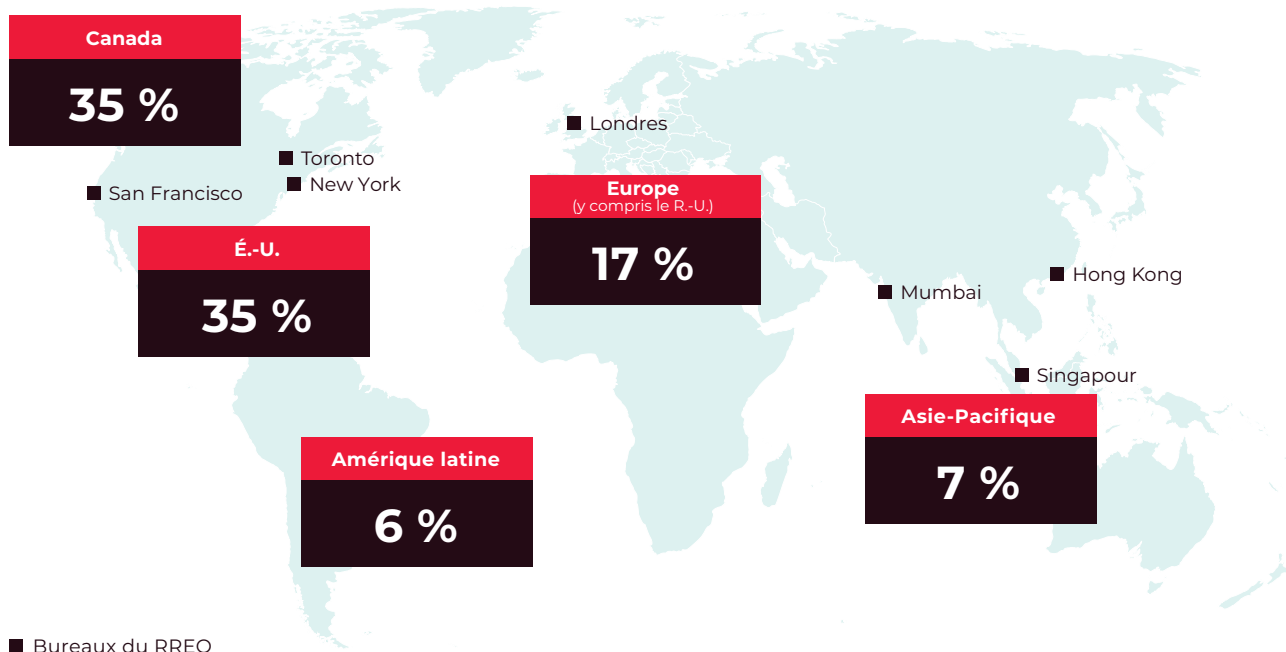 Canada
35 %
Londres
Toronto
New York
San Francisco
Europe
(y compris le R.-U.)
17 %
É.-U.
35 %
Hong Kong
Mumbai
Singapour
Asie-Pacifique
7 %
Amérique latine
6 %
Bureaux du RREO